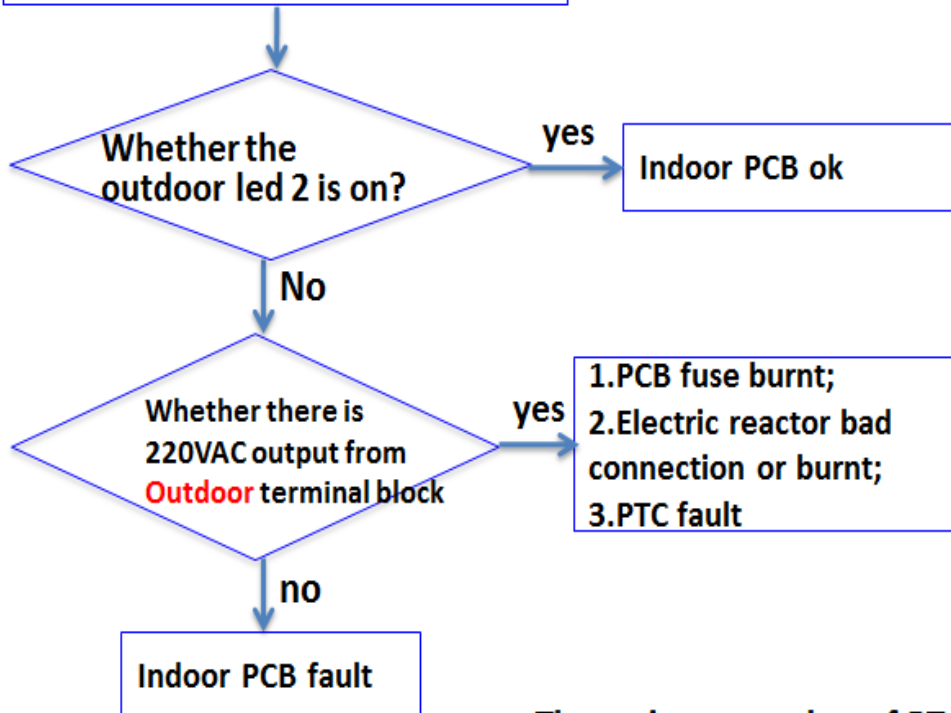 Whether the
outdoor led 2 is on?
yes
Indoor PCB ok
No
Whether there is
220VAC output from
Outdoor terminal block
yes
1.PCB fuse burnt;
2.Electric reactor bad
connection or burnt;
3.PTC fault
no
Indoor PCB fault